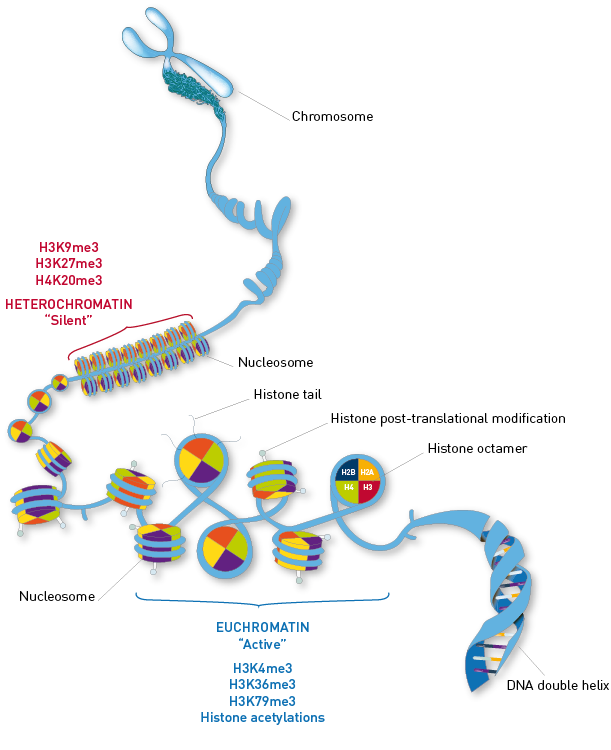 Chromosome
H3K9me3
H3K27me3
H4K20me3
HETEROCHROMATIN
“Silent”
Nucleosome
Histone tail
Histone post-translational modification
Histone octamer
H2B H2A
H4 H3
Nucleosome
EUCHROMATIN
“Active”
H3K4me3
H3K36me3
H3K79me3
Histone acetylations
DNA double helix